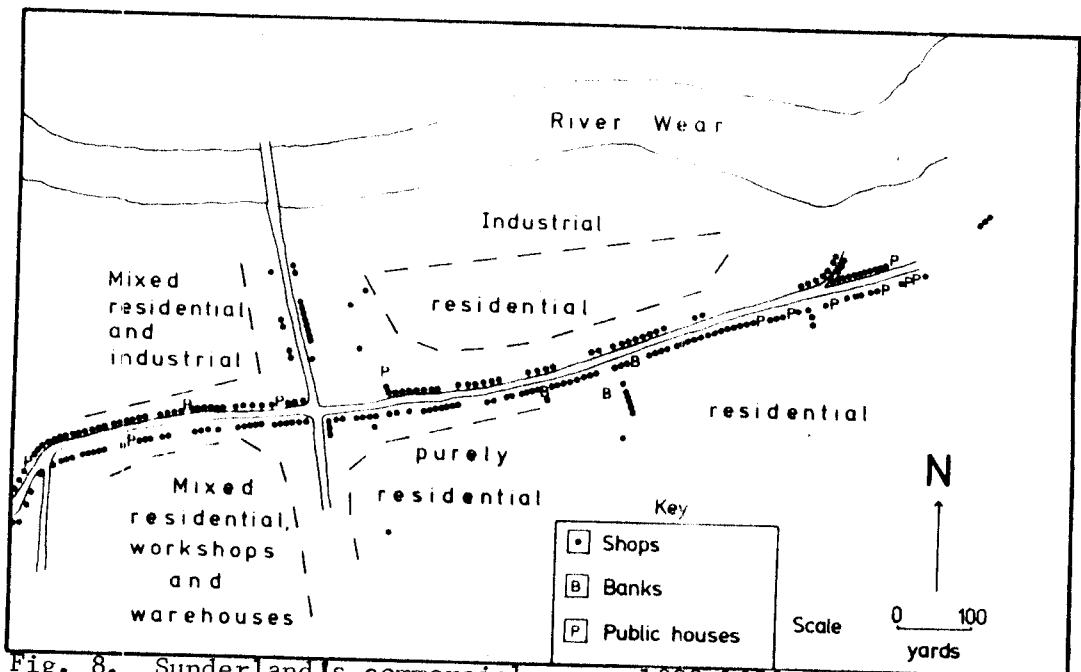 River Wear
Industrial
residential
Mixed
residential
and
industrial
P
P
P
P
P
P
P
P
P P
B
B
B
P
residential
purely
residential
Mixed
residential,
workshops
and
warehouses
N
Key
Shops
B Banks
P Public houses
Scale
0 100
yards
Fig. 8. Sunderland's commercial